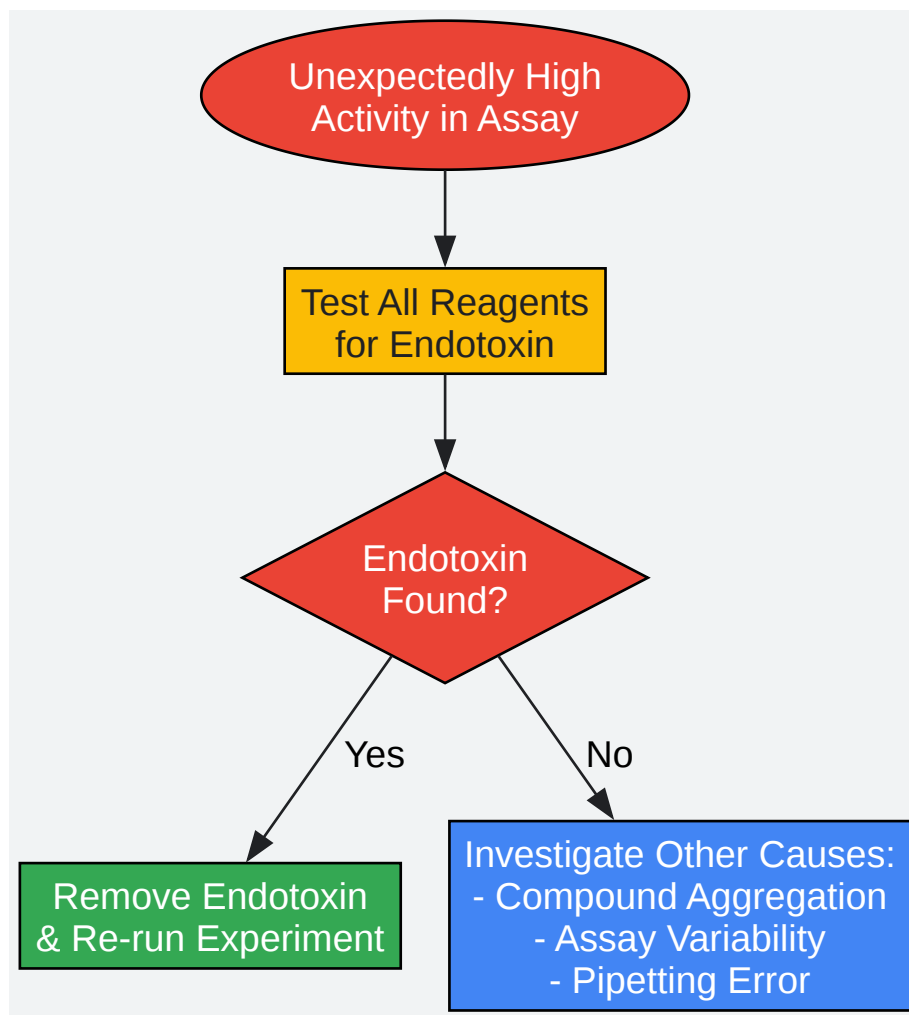 Unexpectedly High
Activity in Assay
Test All Reagents
for Endotoxin
Endotoxin
Found?
Yes
No
Remove Endotoxin
& Re-run Experiment
Investigate Other Causes:
- Compound Aggregation
- Assay Variability
- Pipetting Error